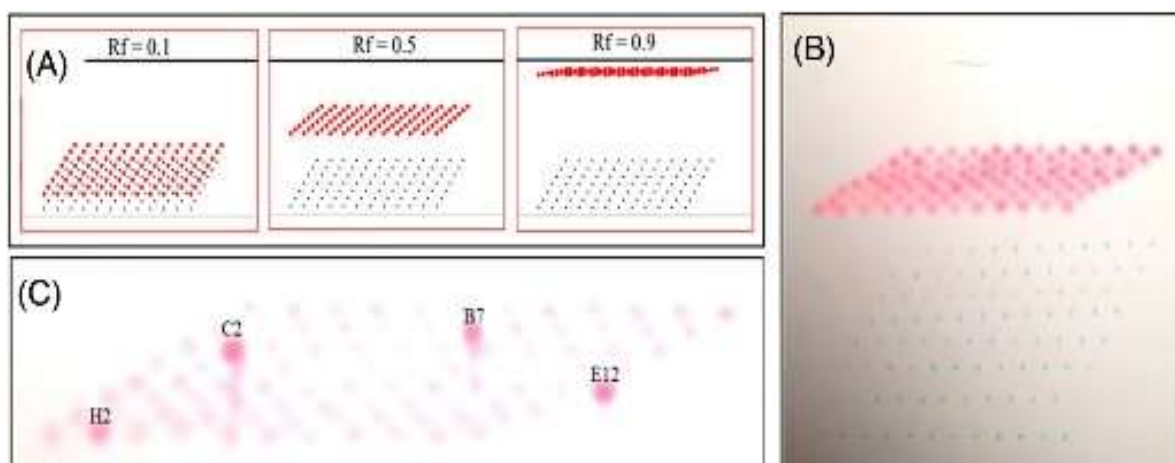 (A)
Rf = 0.1
Rf = 0.5
Rf = 0.9
(B)
(C)
C2
B7
E12
H2